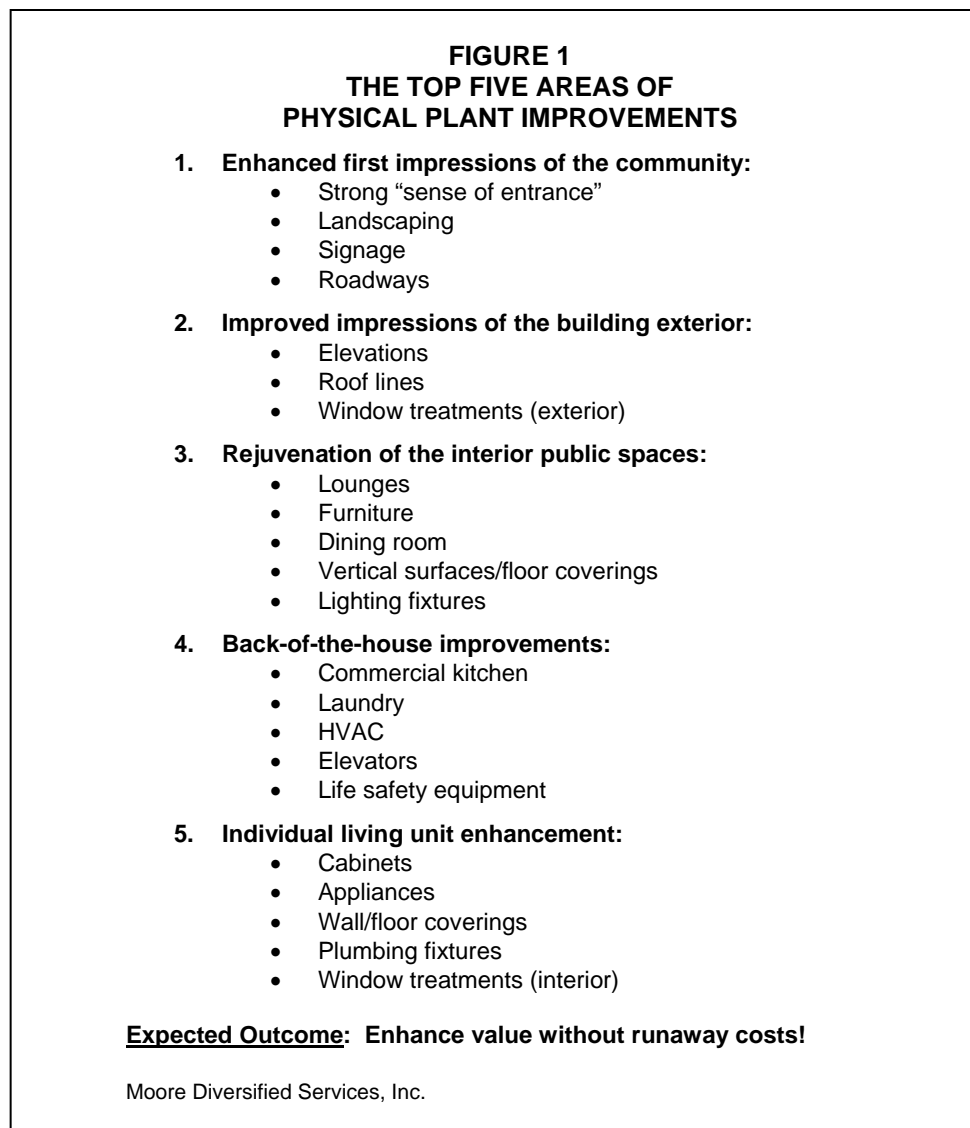 FIGURE 1
THE TOP FIVE AREAS OF
PHYSICAL PLANT IMPROVEMENTS
1. Enhanced first impressions of the community:
• Strong “sense of entrance”
• Landscaping
• Signage
• Roadways
2. Improved impressions of the building exterior:
• Elevations
• Roof lines
• Window treatments (exterior)
3. Rejuvenation of the interior public spaces:
• Lounges
• Furniture
• Dining room
• Vertical surfaces/floor coverings
• Lighting fixtures
4. Back-of-the-house improvements:
• Commercial kitchen
• Laundry
• HVAC
• Elevators
• Life safety equipment
5. Individual living unit enhancement:
• Cabinets
• Appliances
• Wall/floor coverings
• Plumbing fixtures
• Window treatments (interior)
Expected Outcome: Enhance value without runaway costs!
Moore Diversified Services, Inc.